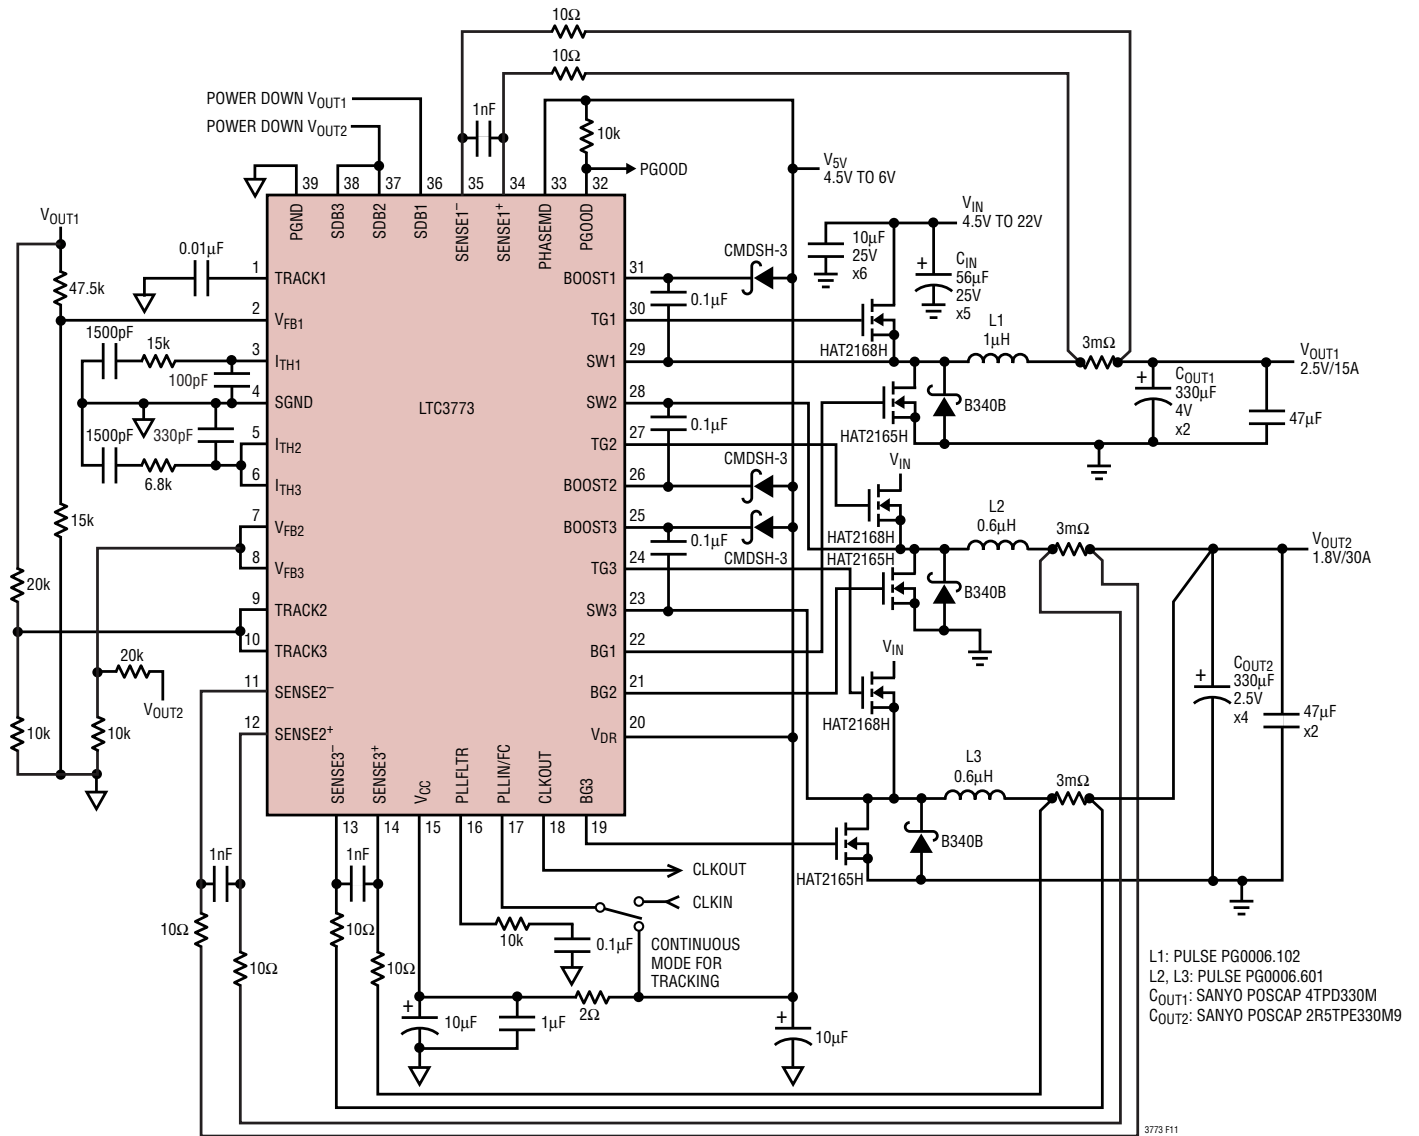 10Ω
10Ω
POWER DOWN VOUT1
POWER DOWN VOUT2
1nF
10k
PGOOD
V5V
4.5V TO 6V
39
38
37
36
35
34
33
32
PGND
SDB3
SDB2
SDB1
SENSE1–
SENSE1+
PHASEMD
PGOOD
VOUT1
47.5k
0.01µF
1
TRACK1
2
VFB1
1500pF
15k
3
ITH1
100pF
4
SGND
1500pF
330pF
5
ITH2
6
ITH3
6.8k
15k
7
VFB2
8
VFB3
20k
9
TRACK2
10
TRACK3
20k
VOUT2
11
SENSE2–
12
SENSE2+
10k
10k
LTC3773
31
BOOST1
30
TG1
29
SW1
28
SW2
27
TG2
26
BOOST2
25
BOOST3
24
TG3
23
SW3
22
BG1
21
BG2
20
VDR
SENSE3–
SENSE3+
VCC
PLLFLTR
PLLIN/FC
CLKOUT
BG3
13
14
15
16
17
18
19
0.1µF
0.1µF
0.1µF
CMDSH-3
CMDSH-3
CMDSH-3
10µF
25V
x6
VIN
4.5V TO 22V
+
CIN
56µF
25V
x5
HAT2168H
L1
1µH
3mΩ
VOUT1
2.5V/15A
HAT2165H
B340B
+
COUT1
330µF
4V
x2
47µF
VIN
HAT2168H
HAT2165H
L2
0.6µH
3mΩ
VOUT2
1.8V/30A
B340B
VIN
HAT2168H
+
COUT2
330µF
2.5V
x4
47µF
x2
L3
0.6µH
3mΩ
HAT2165H
B340B
1nF
1nF
10Ω
10Ω
10Ω
10Ω
CLKOUT
CLKIN
10k
0.1µF
CONTINUOUS
MODE FOR
TRACKING
+
10µF
1µF
2Ω
+
10µF
L1: PULSE PG0006.102
L2, L3: PULSE PG0006.601
COUT1: SANYO POSCAP 4TPD330M
COUT2: SANYO POSCAP 2R5TPE330M9
3773 F11